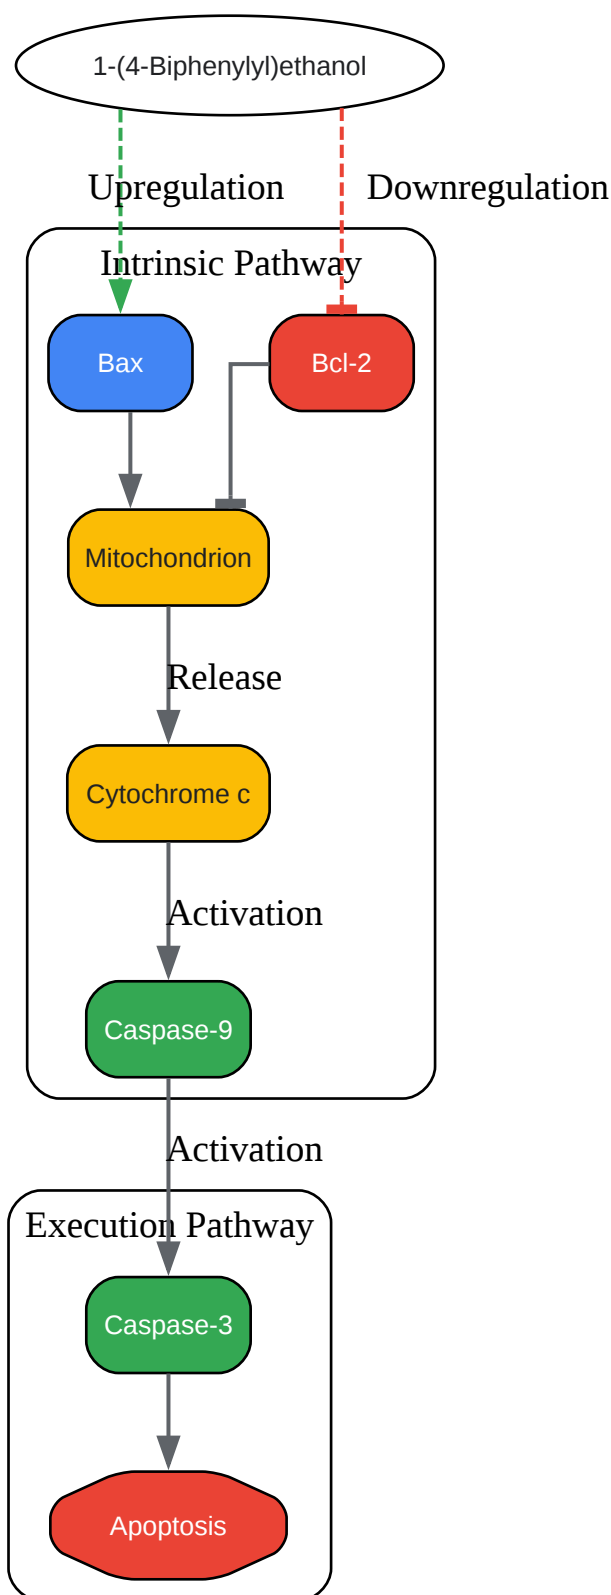 1-(4-Biphenylyl)ethanol
Upregulation
Downregulation
Intrinsic Pathway
Bax
Bcl-2
Mitochondrion
Release
Cytochrome c
Activation
Caspase-9
Activation
Execution Pathway
Caspase-3
Apoptosis